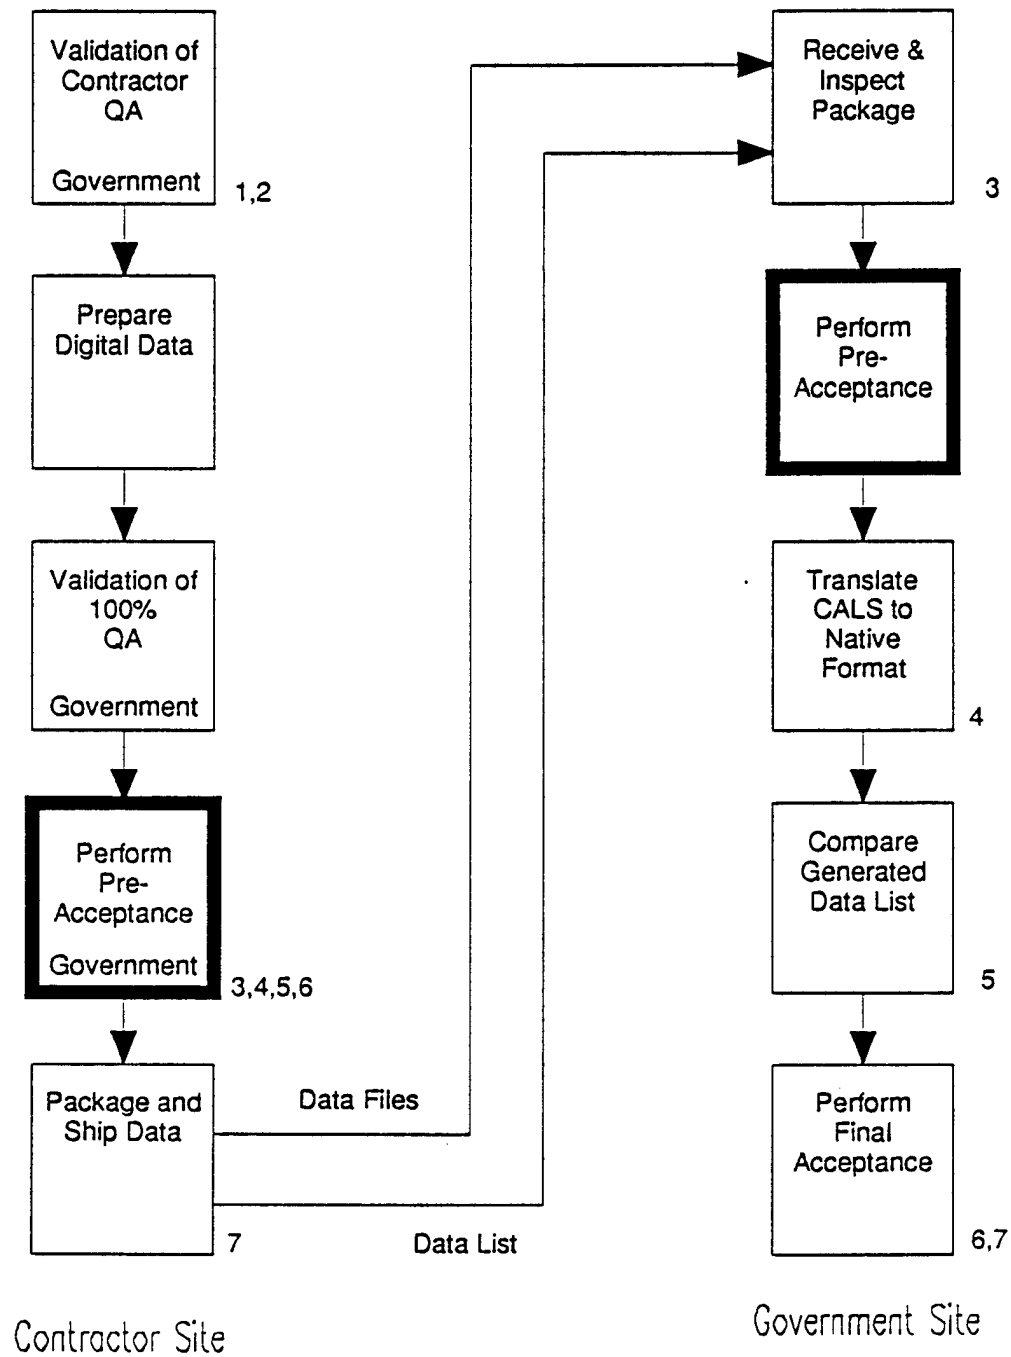 Validation of
Contractor
QA
Government
1,2
Prepare
Digital Data
Validation of
100%
QA
Government
Perform
Pre-
Acceptance
Government
3,4,5,6
Package and
Ship Data
7
Data Files
Data List
Contractor Site
Receive &
Inspect
Package
3
Perform
Pre-
Acceptance
Translate
CALS to
Native
Format
4
Compare
Generated
Data List
5
Perform
Final
Acceptance
6,7
Government Site